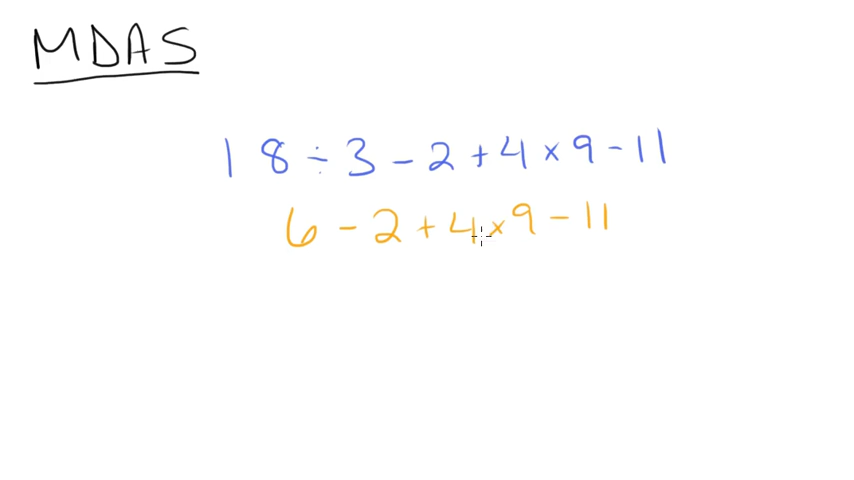 MDAS
18 ÷ 3 - 2 + 4 × 9 - 11
6 - 2 + 4 × 9 - 11